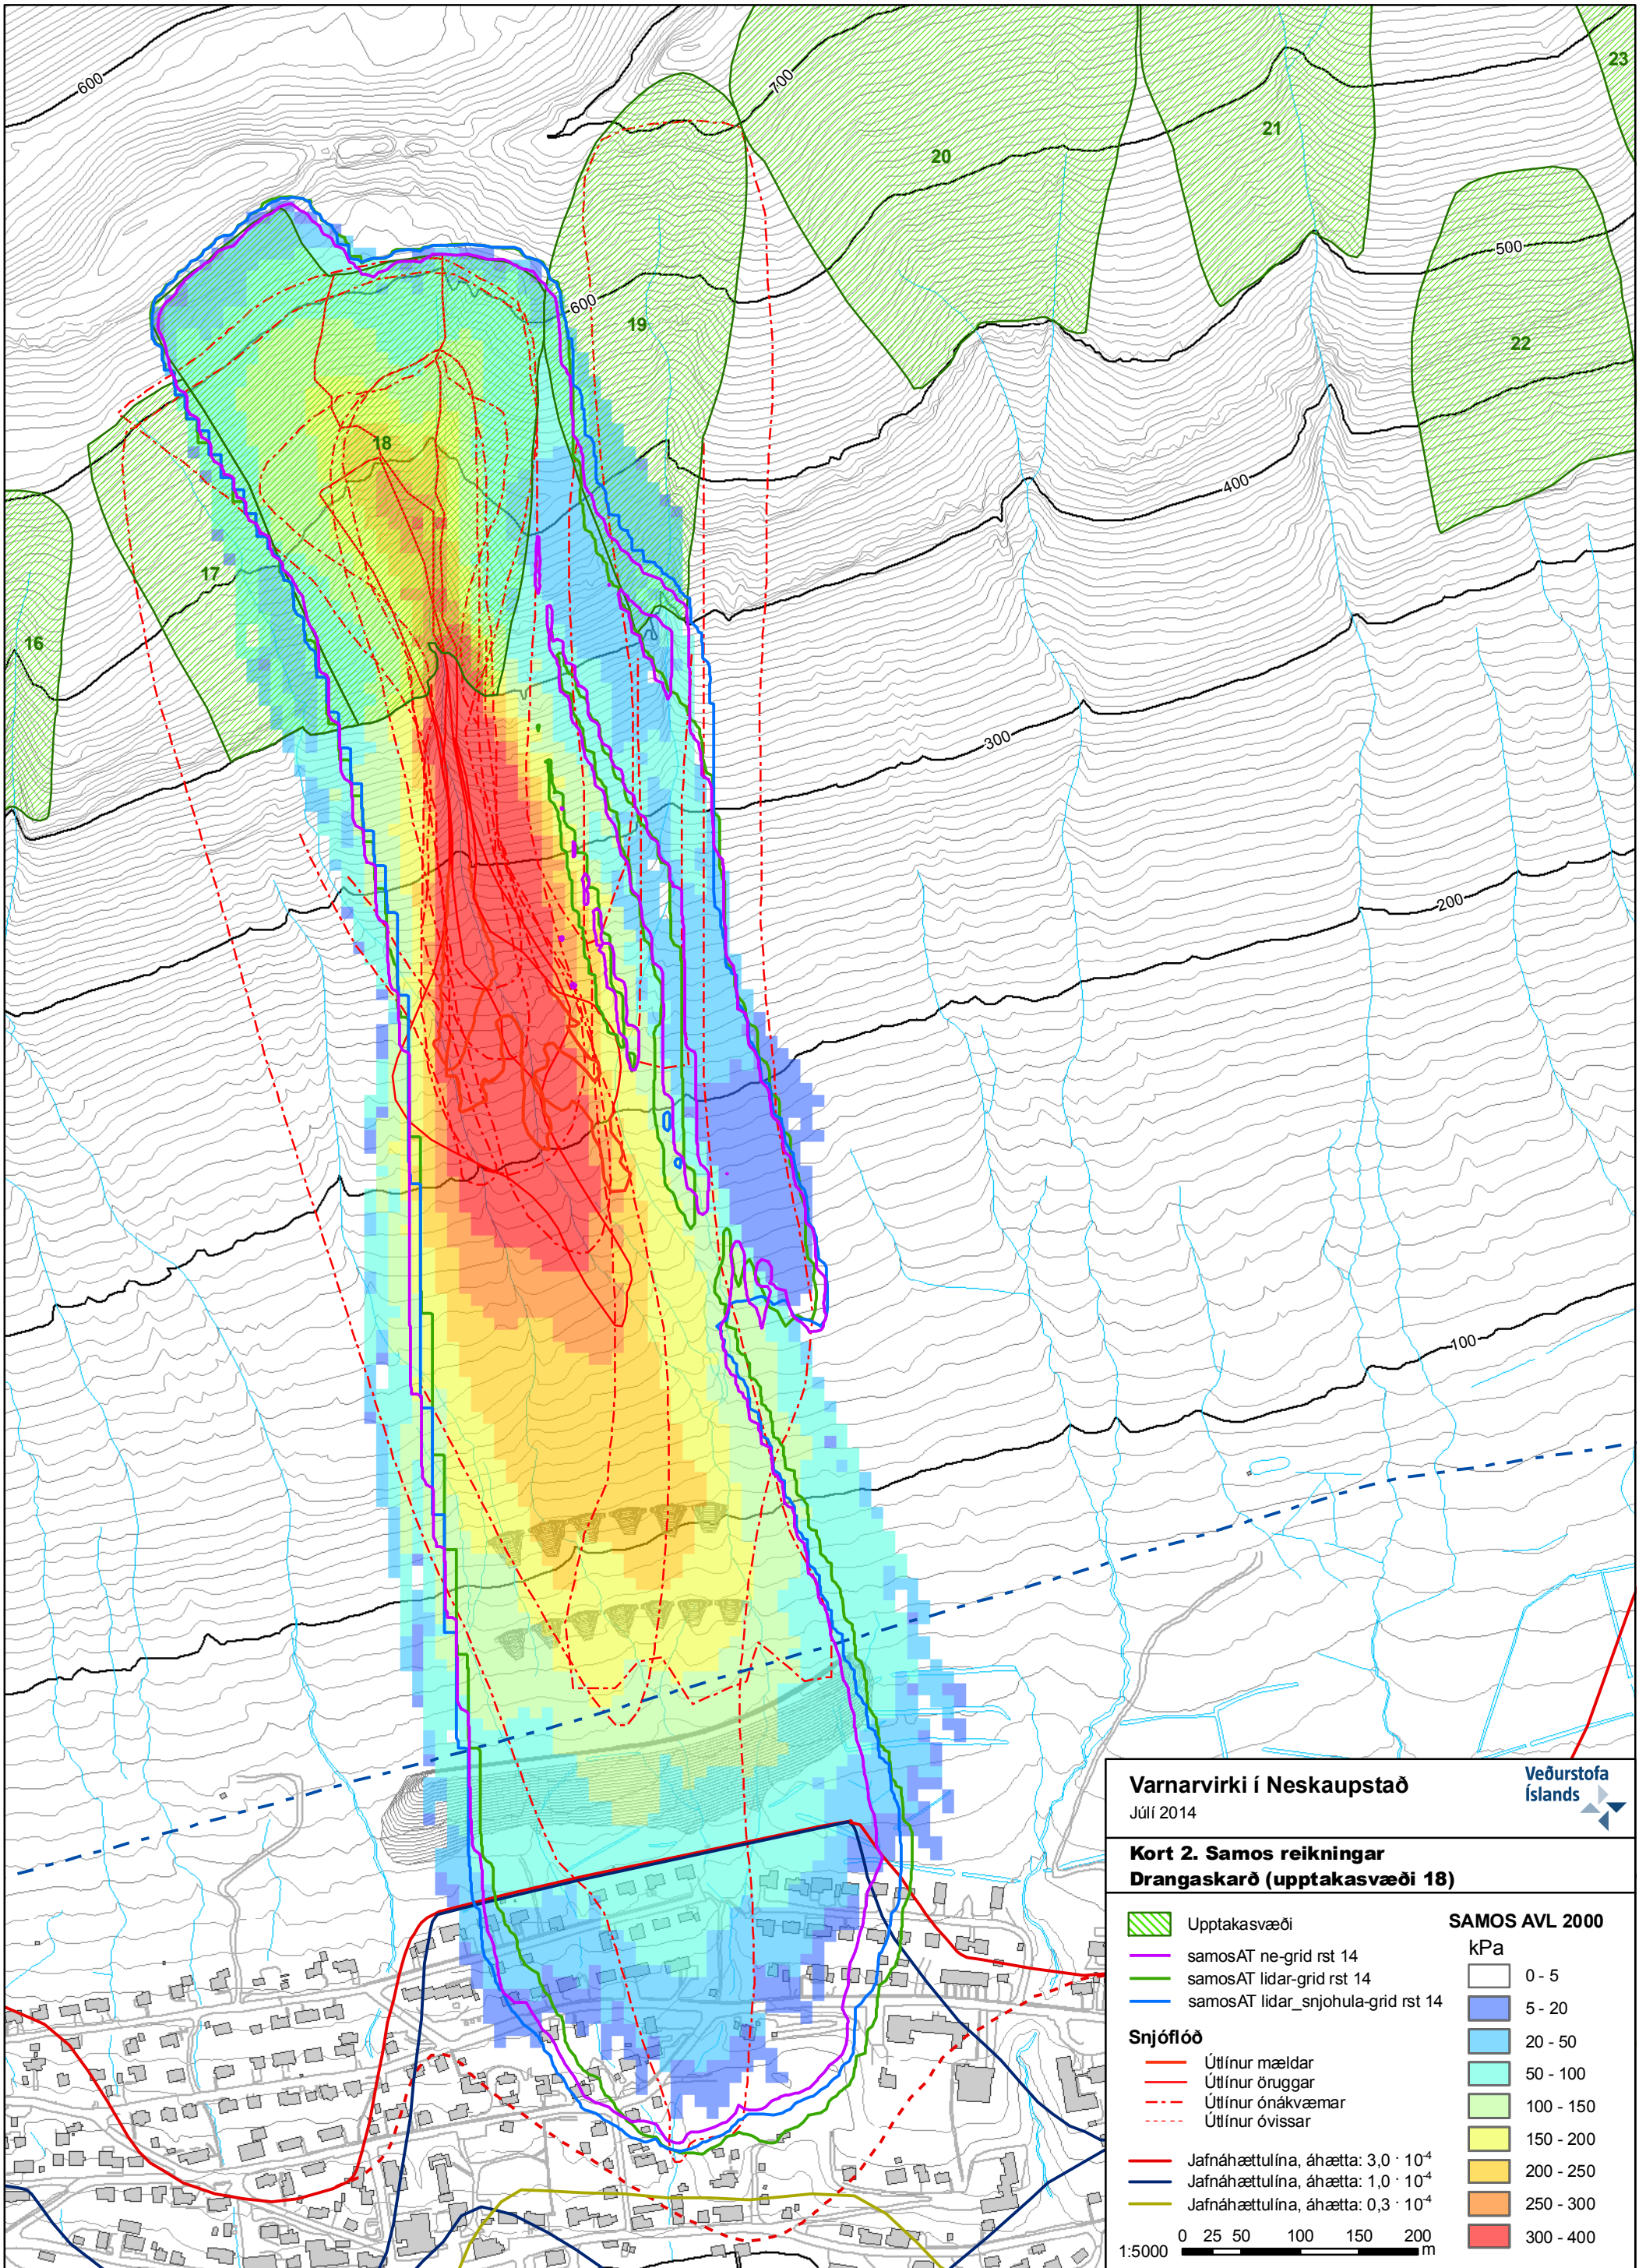 600
700
23
21
20
500
600
19
22
18
400
17
16
300
200
100
Varnarvirki í Neskaupstað
Júlí 2014
Veðurstofa
Íslands
Kort 2. Samos reikningar
Drangaskarð (upptakasvæði 18)
Upptakasvæði
samosAT ne-grid rst 14
samosAT lidar-grid rst 14
samosAT lidar_snjohula-grid rst 14
Snjóflóð
Útlínur mældar
Útlínur öruggar
Útlínur ónákvæmar
Útlínur óvissar
Jafnáhættulína, áhætta: 3,0 · 10⁻⁴
Jafnáhættulína, áhætta: 1,0 · 10⁻⁴
Jafnáhættulína, áhætta: 0,3 · 10⁻⁴
SAMOS AVL 2000
kPa
0 - 5
5 - 20
20 - 50
50 - 100
100 - 150
150 - 200
200 - 250
250 - 300
300 - 400
1:5000
0 25 50 100 150 200 m